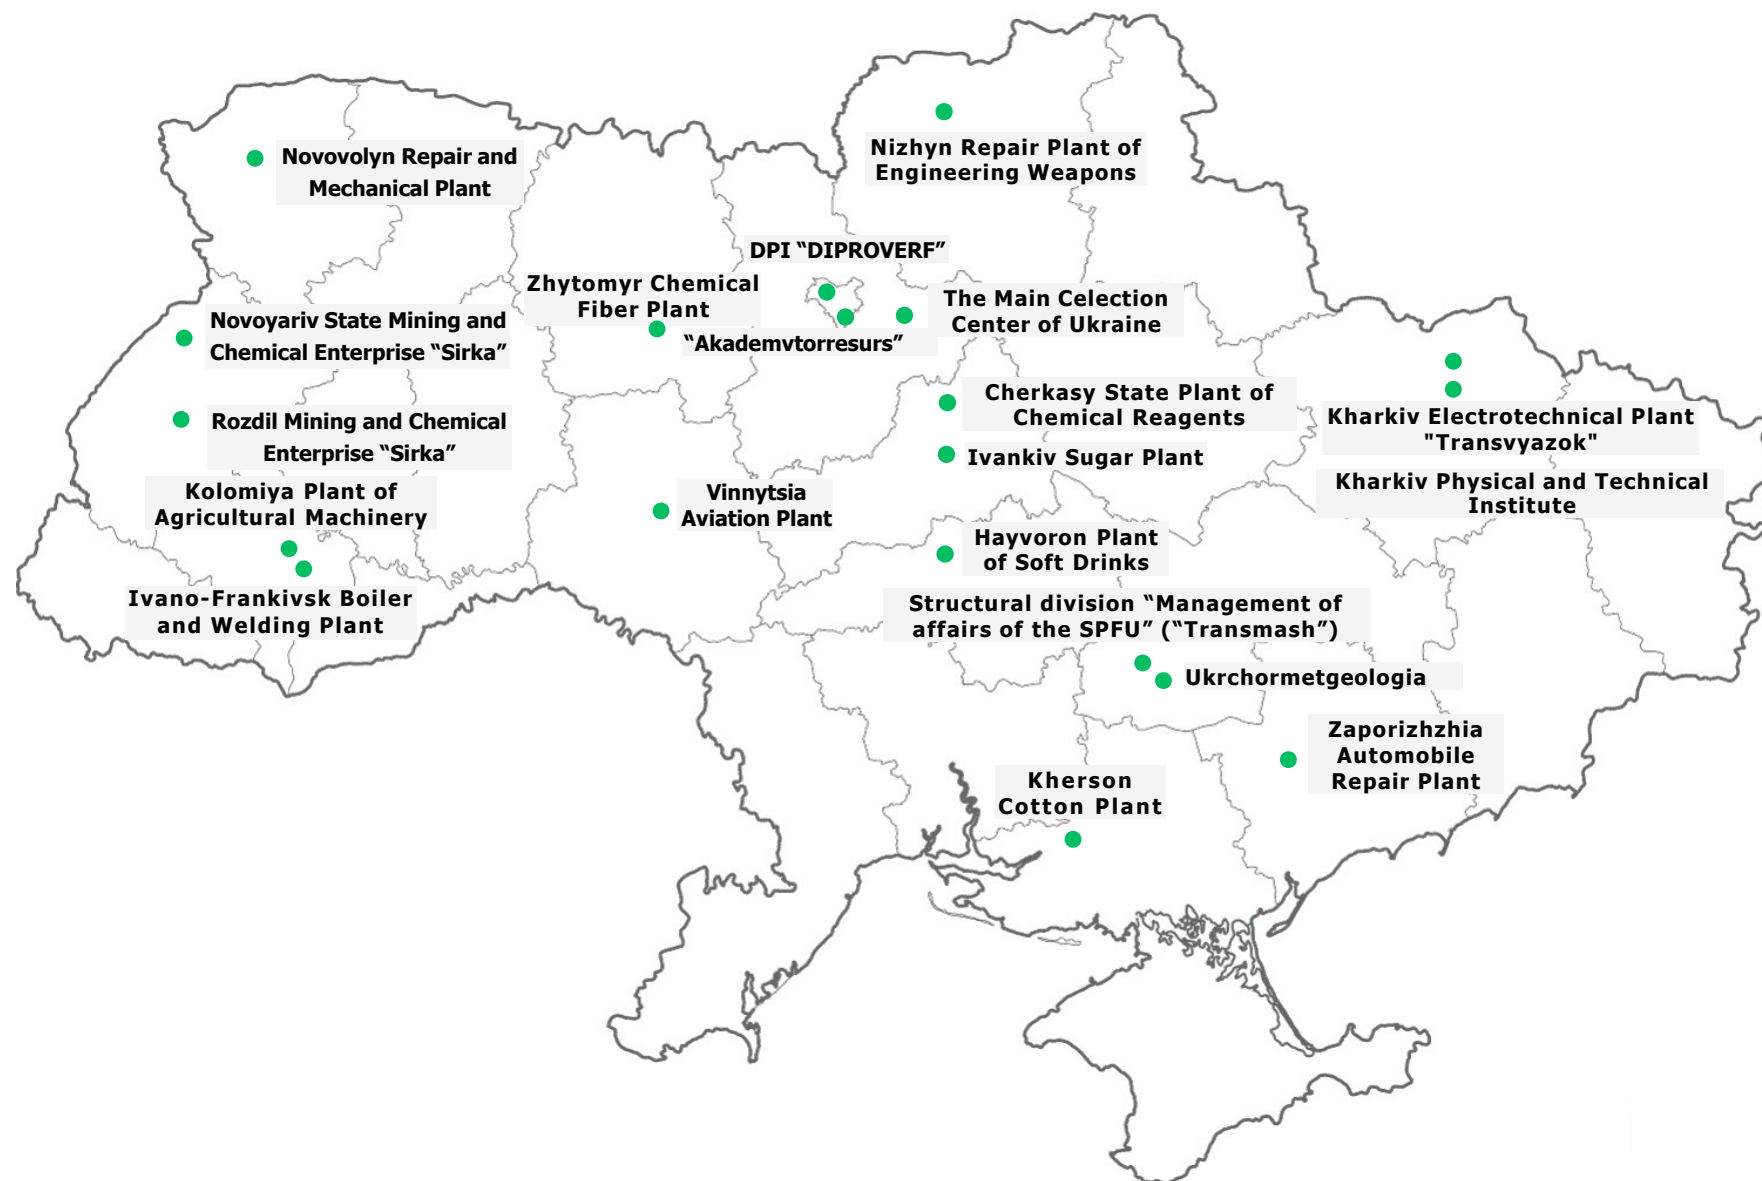 Nizhyn Repair Plant of
Engineering Weapons
Novovolyn Repair and
Mechanical Plant
DPI “DIPROVERF”
Zhytomyr Chemical
Fiber Plant
The Main Celection
Center of Ukraine
“Akademvtorresurs”
Novoyariv State Mining and
Chemical Enterprise “Sirka”
Cherkasy State Plant of
Chemical Reagents
Kharkiv Electrotechnical Plant
"Transvyazok"
Rozdil Mining and Chemical
Enterprise “Sirka”
Ivankiv Sugar Plant
Kharkiv Physical and Technical
Institute
Kolomiya Plant of
Agricultural Machinery
Vinnytsia
Aviation Plant
Hayvoron Plant
of Soft Drinks
Ivano-Frankivsk Boiler
and Welding Plant
Structural division “Management of
affairs of the SPFU” (“Transmash”)
Ukrchormetgeologia
Zaporizhzhia
Automobile
Repair Plant
Kherson
Cotton Plant